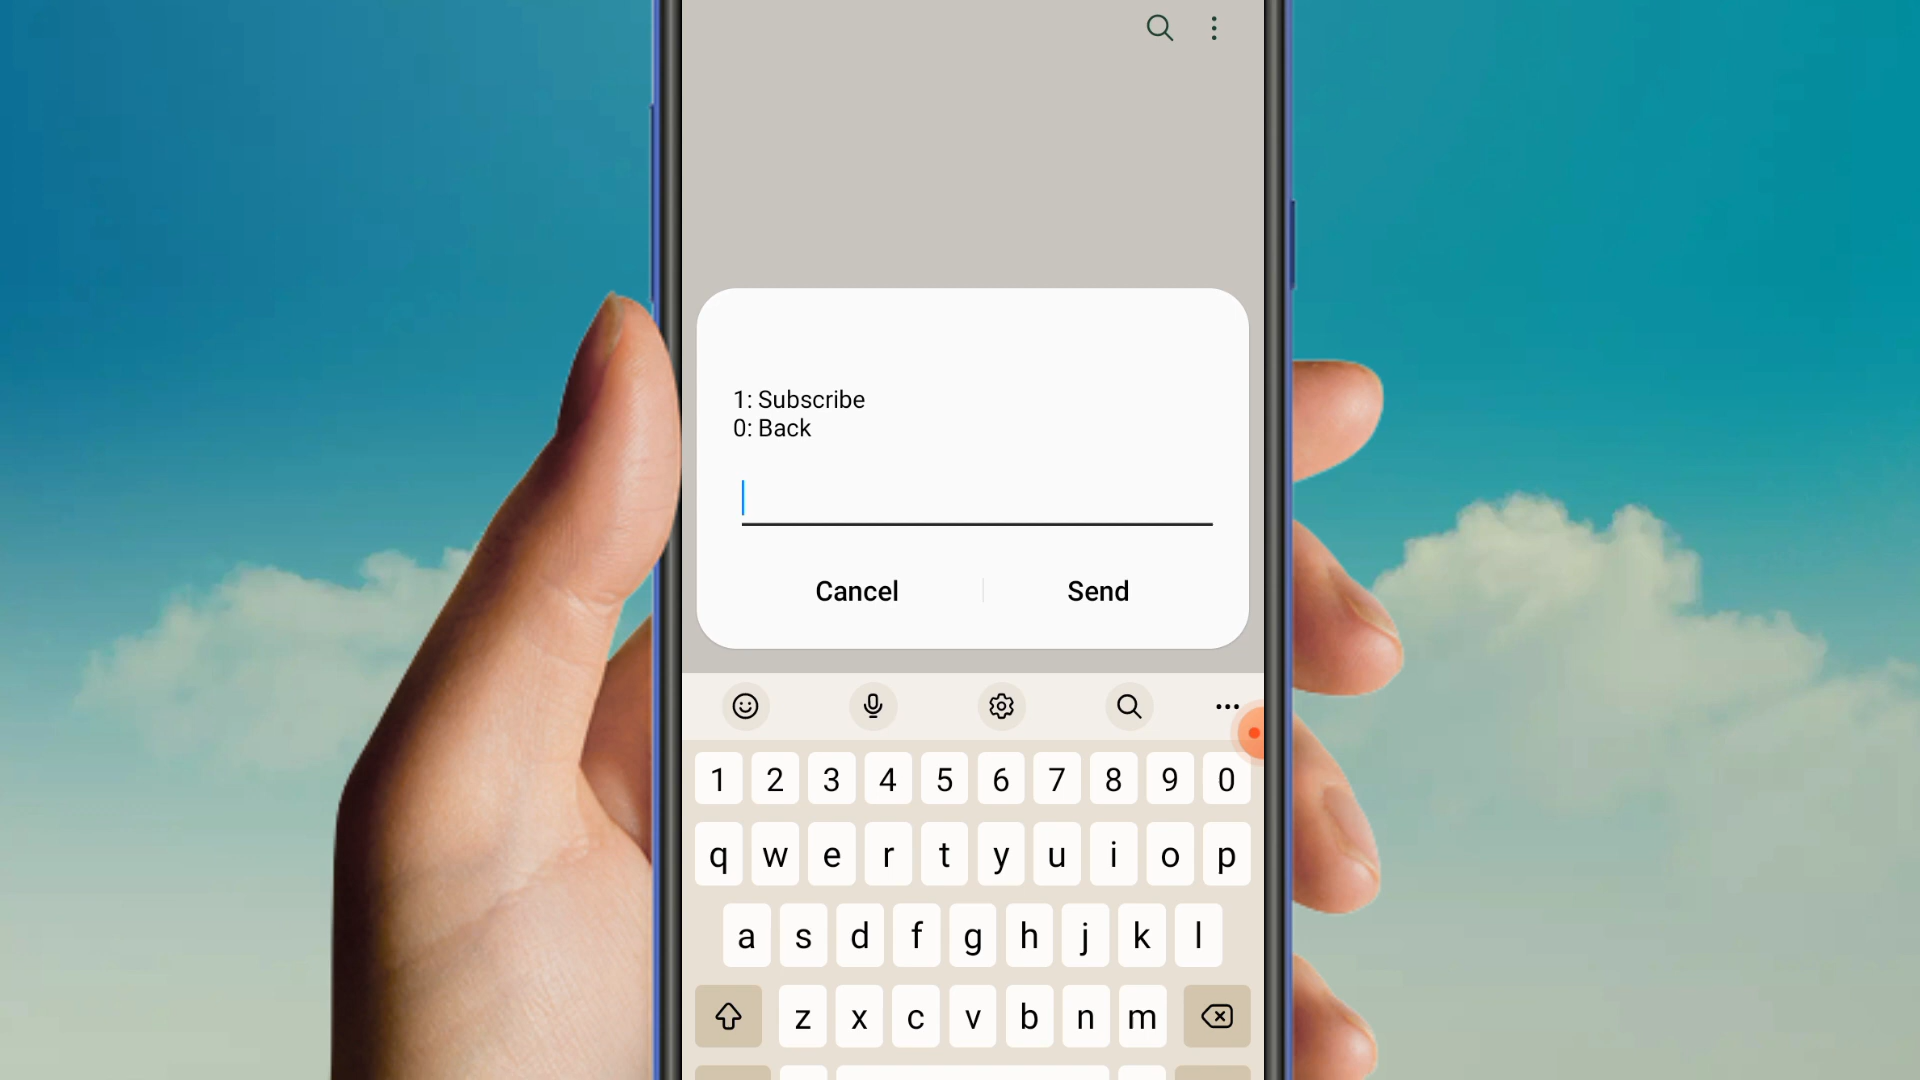 1: Subscribe
0: Back
Cancel
Send
1 2 3 4 5 6 7 8 9 0
q w e r t y u i o p
a s d f g h j k l
z x c v b n m